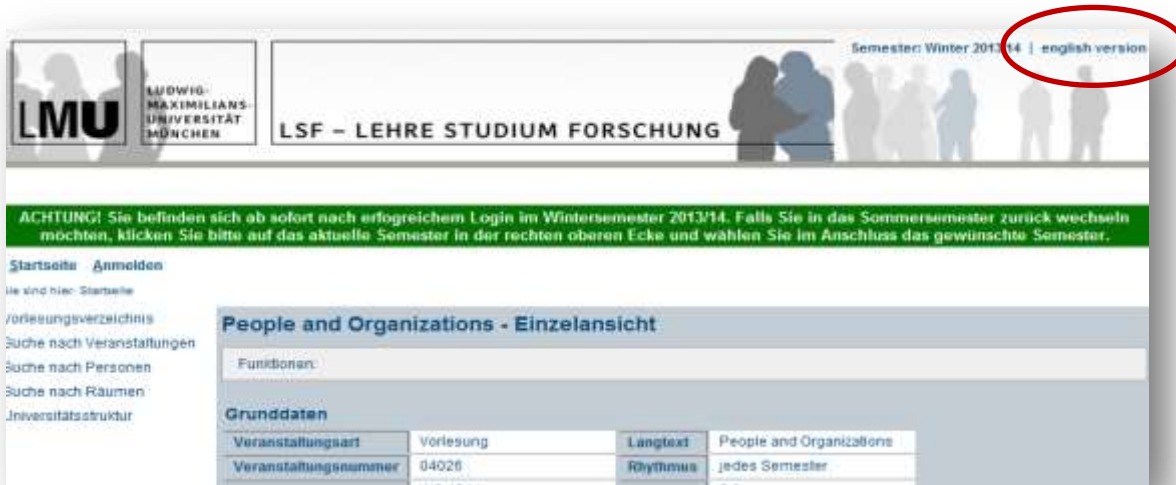 Semester: Winter 2013/14 | english version
LMU
LUDWIG-
MAXIMILIANS-
UNIVERSITÄT
MÜNCHEN
LSF – LEHRE STUDIUM FORSCHUNG
ACHTUNG! Sie befinden sich ab sofort nach erfogreichem Login im Wintersemester 2013/14. Falls Sie in das Sommersemester zurück wechseln
möchten, klicken Sie bitte auf das aktuelle Semester in der rechten oberen Ecke und wählen Sie im Anschluss das gewünschte Semester.
Startseite Anmelden
Sie sind hier: Startseite
Vorlesungsverzeichnis
Suche nach Veranstaltungen
Suche nach Personen
Suche nach Räumen
Universitätsstruktur
People and Organizations - Einzelansicht
Funktionen:
Grunddaten
Veranstaltungsart Vorlesung Langtext People and Organizations
Veranstaltungsnummer 04026 Rhythmus jedes Semester